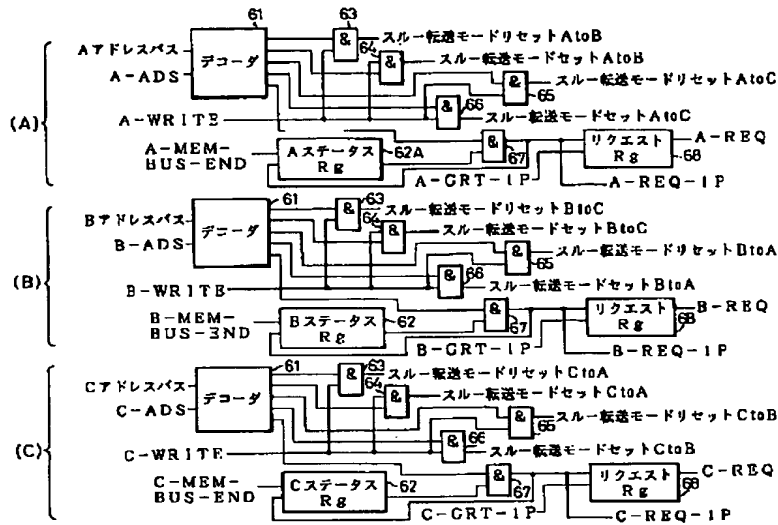 (A)
61
63
Aアドレスバス
A-ADS
デコーダ
&
スルー転送モードリセットAtoB
64
&
スルー転送モードセットAtoB
&
スルー転送モードリセットAtoC
65
66
A-WRITE
&
スルー転送モードセットAtoC
A-MEM-
BUS-END
Aステータス
Rg
62A
&
67
リクエスト
Rg
68
A-REQ
A-GRT-1P
A-REQ-1P
(B)
61
63
Bアドレスバス
B-ADS
デコーダ
&
スルー転送モードリセットBtoC
64
&
スルー転送モードセットBtoC
&
スルー転送モードリセットBtoA
65
66
B-WRITE
&
スルー転送モードセットBtoA
B-MEM-
BUS-END
Bステータス
Rg
62
&
67
リクエスト
Rg
68
B-REQ
B-GRT-1P
B-REQ-1P
(C)
61
63
Cアドレスバス
C-ADS
デコーダ
&
スルー転送モードリセットCtoA
64
&
スルー転送モードセットCtoA
&
スルー転送モードリセットCtoB
65
66
C-WRITE
&
スルー転送モードセットCtoB
C-MEM-
BUS-END
Cステータス
Rg
62
&
67
リクエスト
Rg
68
C-REQ
C-GRT-1P
C-REQ-1P